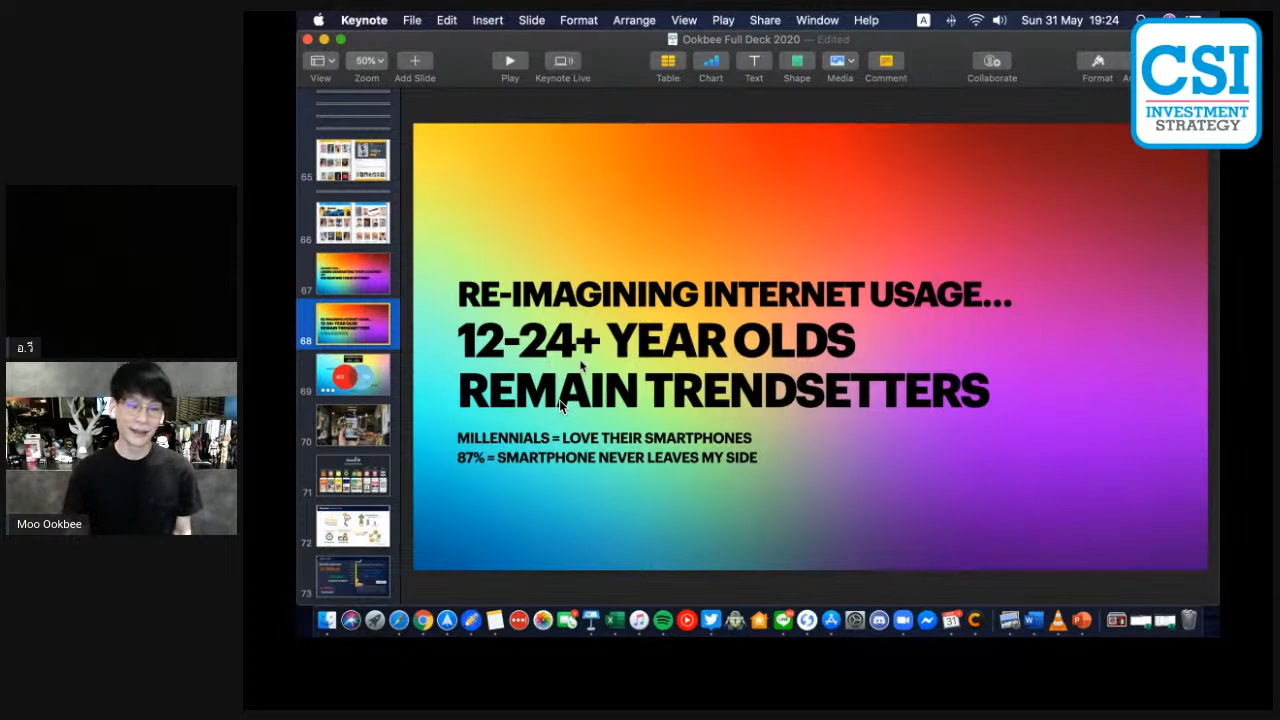 Keynote File Edit Insert Slide Format Arrange View Play Share Window Help A Sun 31 May 19:24
Ookbee Full Deck 2020 — Edited
50%
View Zoom Add Slide Play Keynote Live Table Chart Text Shape Media Comment Collaborate Format
CSI
INVESTMENT
STRATEGY
65
66
67
68
69
70
71
72
73
RE-IMAGINING INTERNET USAGE...
12-24+ YEAR OLDS
REMAIN TRENDSETTERS
MILLENNIALS = LOVE THEIR SMARTPHONES
87% = SMARTPHONE NEVER LEAVES MY SIDE
อ.วี
Moo Ookbee
31